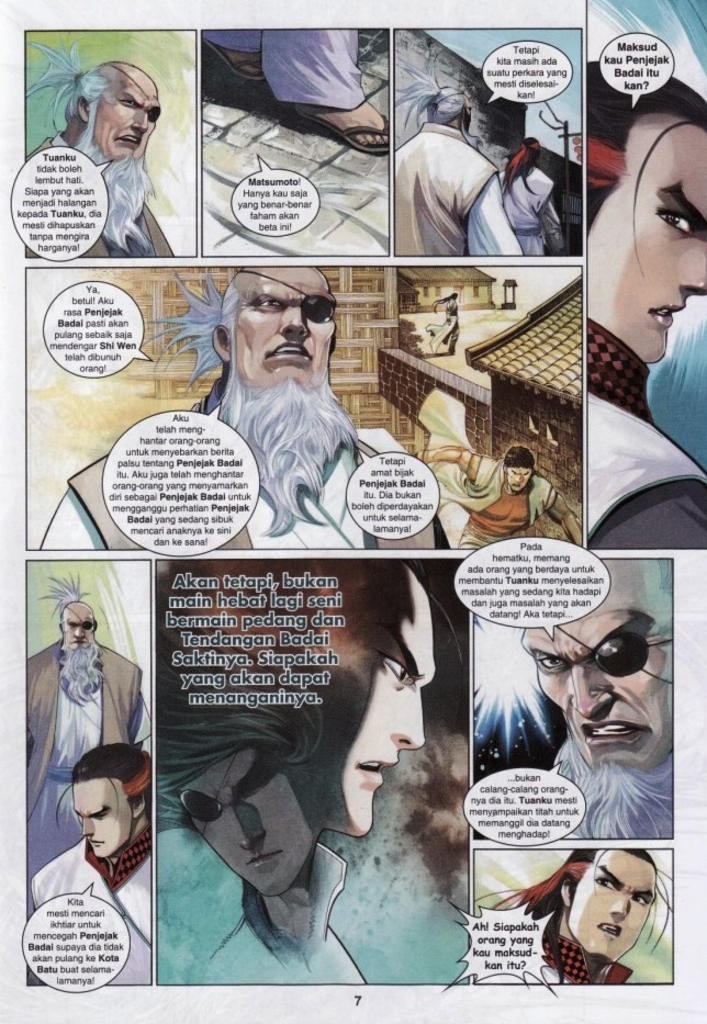 Tuanku
tidak boleh
lembut hati.
Siapa yang akan
menjadi halangan
kepada Tuanku, dia
mesti dihapuskan
tanpa mengira
harganya!
Matsumoto!
Hanya kau saja
yang benar-benar
faham akan
beta ini!
Tetapi
kita masih ada
suatu perkara yang
mesti diselesai-
kan!
Maksud
kau Penjejak
Badai itu
kan?
Ya,
betul! Aku
rasa Penjejak
Badai pasti akan
pulang sebaik saja
mendengar Shi Wen
telah dibunuh
orang!
Aku
telah meng-
hantar orang-orang
untuk menyebarkan berita
palsu tentang Penjejak Badai
itu. Aku juga telah menghantar
orang-orang yang menyamarkan
diri sebagai Penjejak Badai untuk
mengganggu perhatian Penjejak
Badai yang sedang sibuk
mencari anaknya ke sini
dan ke sana!
Tetapi
amat bijak
Penjejak Badai
itu. Dia bukan
boleh diperdayakan
untuk selama-
lamanya!
Kita
mesti mencari
ikhtiar untuk
mencegah Penjejak
Badai supaya dia tidak
akan pulang ke Kota
Batu buat selama-
lamanya!
Akan tetapi, bukan
main hebat lagi seni
bermain pedang dan
Tendangan Badai
Saktinya. Siapakah
yang akan dapat
menanganinya.
Pada
hematku, memang
ada orang yang berdaya untuk
membantu Tuanku menyelesaikan
masalah yang sedang kita hadapi
dan juga masalah yang akan
datang! Aka tetapi...
...bukan
calang-calang orang-
nya dia itu. Tuanku mesti
menyampaikan titah untuk
memanggil dia datang
menghadap!
Ah! Siapakah
orang yang
kau maksud-
kan itu?
7